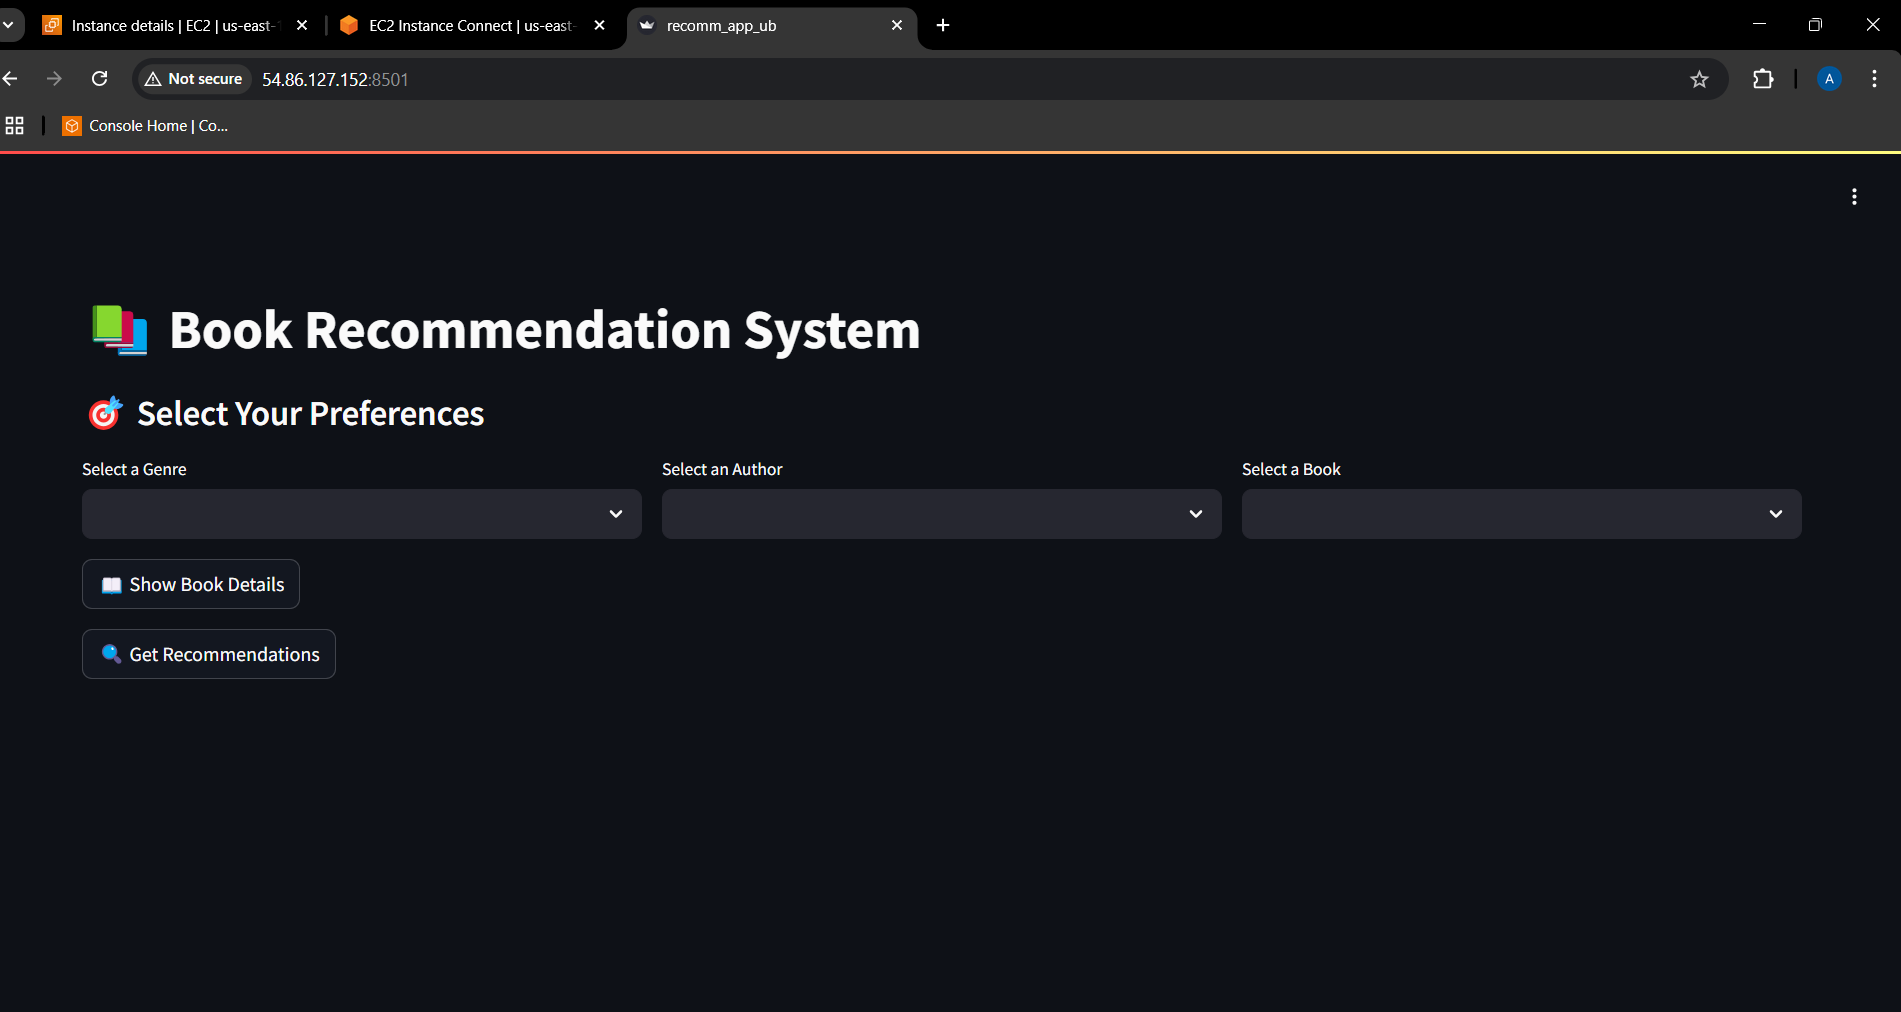 Instance details | EC2 | us-east-1
EC2 Instance Connect | us-east-
recomm_app_ub
Not secure
54.86.127.152:8501
A
Console Home | Co...
Book Recommendation System
Select Your Preferences
Select a Genre
Select an Author
Select a Book
Show Book Details
Get Recommendations